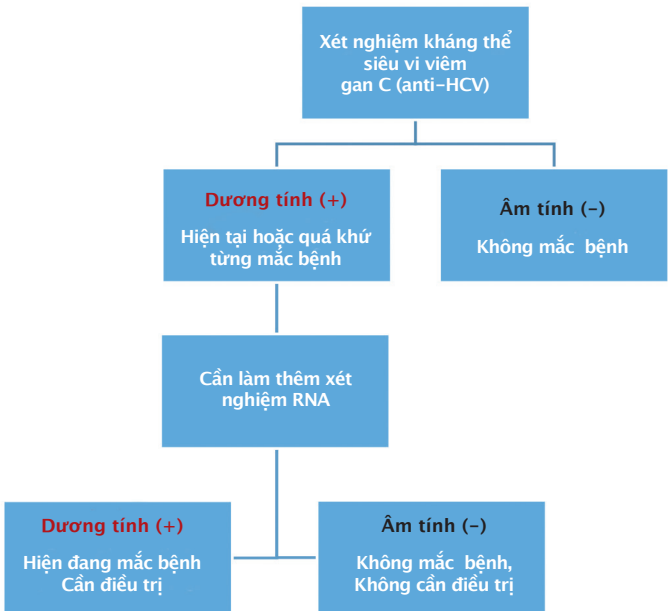 Xét nghiệm kháng thể
siêu vi viêm
gan C (anti-HCV)
Dương tính (+)
Hiện tại hoặc quá khứ
từng mắc bệnh
Âm tính (-)
Không mắc bệnh
Cần làm thêm xét
nghiệm RNA
Dương tính (+)
Hiện đang mắc bệnh
Cần điều trị
Âm tính (-)
Không mắc bệnh,
Không cần điều trị